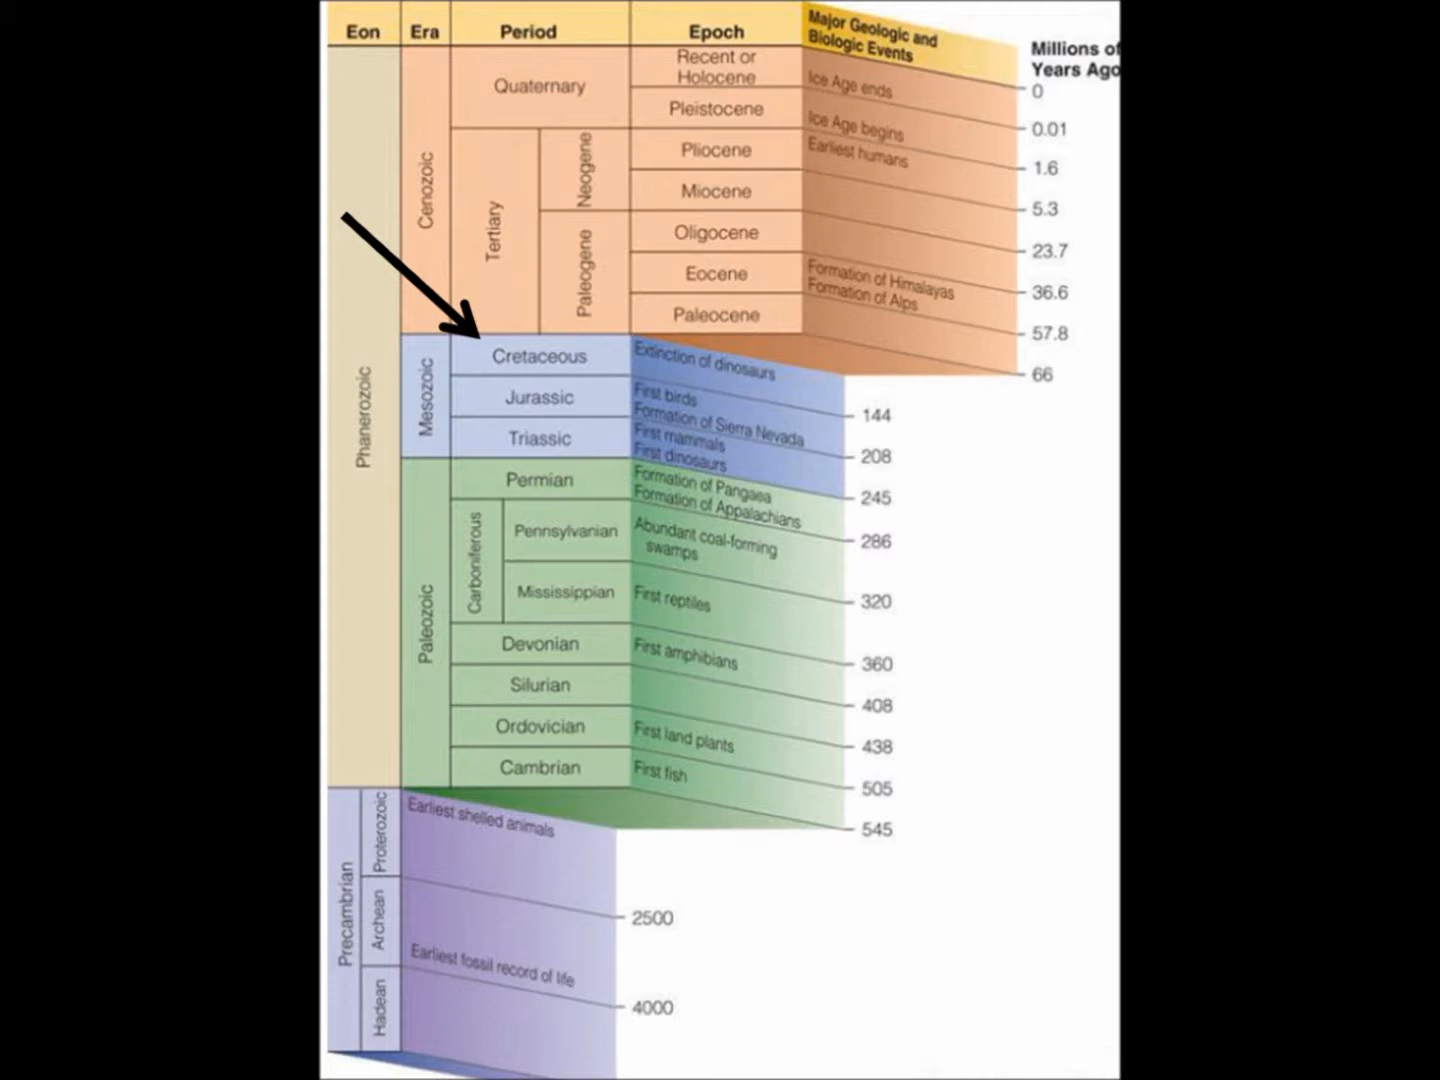 Eon Era Period Epoch Major Geologic and
Biologic Events
Millions of
Years Ago
Phanerozoic
Cenozoic
Quaternary
Recent or
Holocene
Ice Age ends
0
Pleistocene
Ice Age begins
0.01
Tertiary
Neogene
Pliocene
Earliest humans
1.6
Miocene
5.3
Paleogene
Oligocene
23.7
Eocene
Formation of Himalayas
Formation of Alps
36.6
Paleocene
57.8
66
Mesozoic
Cretaceous
Extinction of dinosaurs
144
Jurassic
First birds
Formation of Sierra Nevada
208
Triassic
First mammals
First dinosaurs
245
Paleozoic
Permian
Formation of Pangaea
Formation of Appalachians
286
Carboniferous
Pennsylvanian
Abundant coal-forming
swamps
320
Mississippian
First reptiles
360
Devonian
First amphibians
408
Silurian
438
Ordovician
First land plants
505
Cambrian
First fish
545
Precambrian
Proterozoic
Earliest shelled animals
2500
Archean
Earliest fossil record of life
4000
Hadean